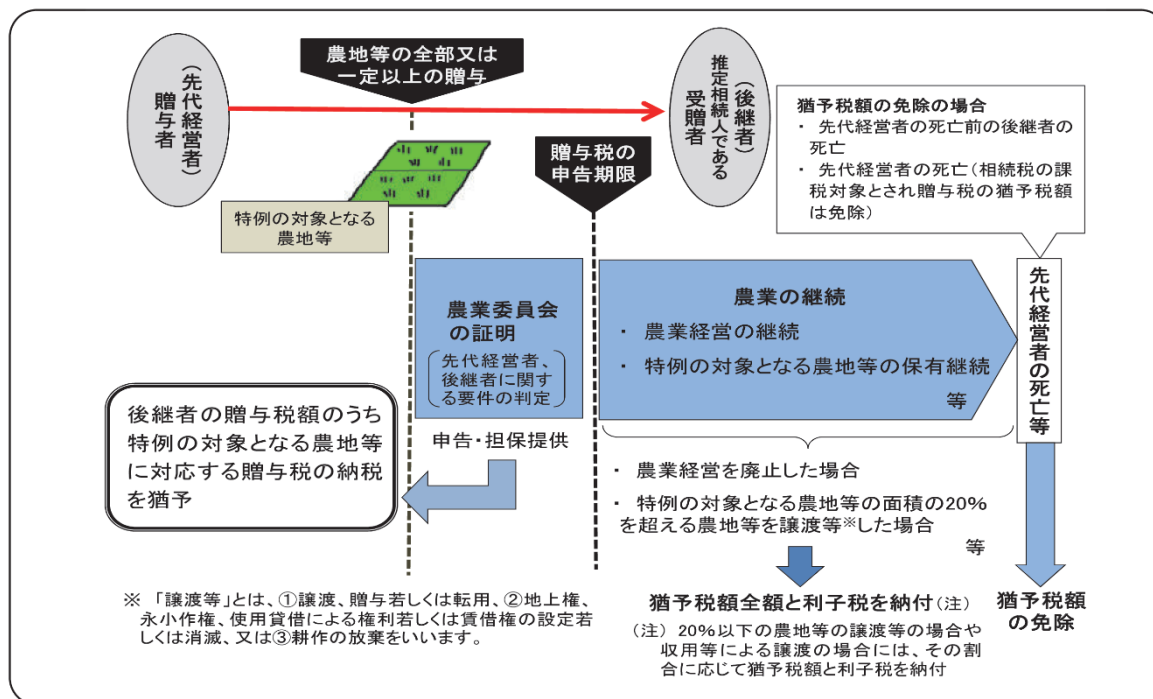 (先代経営者)
贈与者
農地等の全部又は
一定以上の贈与
(後継者)
推定相続人である
受贈者
特例の対象となる
農地等
贈与税の
申告期限
猶予税額の免除の場合
・ 先代経営者の死亡前の後継者の
死亡
・ 先代経営者の死亡(相続税の課
税対象とされ贈与税の猶予税額
は免除)
農業委員会
の証明
先代経営者、
後継者に関す
る要件の判定
農業の継続
・ 農業経営の継続
・ 特例の対象となる農地等の保有継続
等
先代経営者の死亡等
後継者の贈与税額のうち
特例の対象となる農地等
に対応する贈与税の納税
を猶予
申告・担保提供
・ 農業経営を廃止した場合
・ 特例の対象となる農地等の面積の20%
を超える農地等を譲渡等※した場合
等
※ 「譲渡等」とは、①譲渡、贈与若しくは転用、②地上権、
永小作権、使用貸借による権利若しくは賃借権の設定若
しくは消滅、又は③耕作の放棄をいいます。
猶予税額全額と利子税を納付(注)
(注) 20%以下の農地等の譲渡等の場合や
収用等による譲渡の場合には、その割
合に応じて猶予税額と利子税を納付
猶予税額
の免除